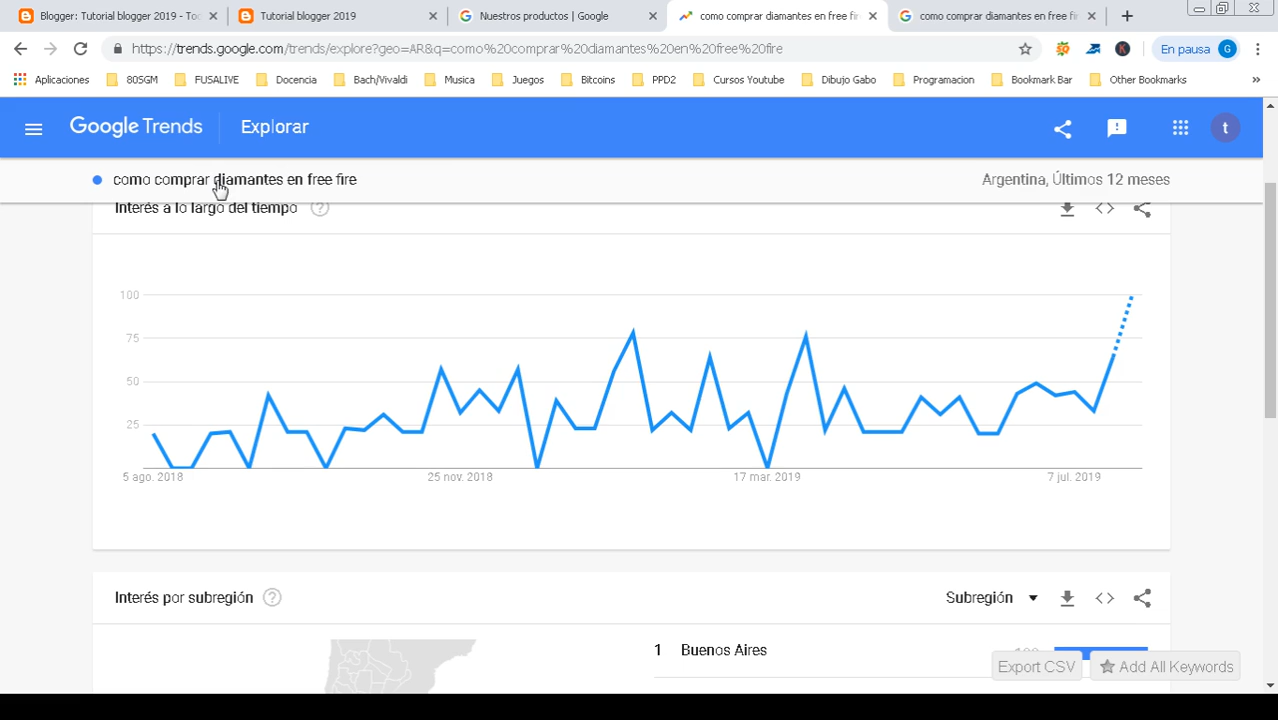 Blogger: Tutorial blogger 2019 - To
Tutorial blogger 2019
Nuestros productos | Google
como comprar diamantes en free fir
como comprar diamantes en free fir
https://trends.google.com/trends/explore?geo=AR&q=como%20comprar%20diamantes%20en%20free%20fire
En pausa G
Aplicaciones
80SGM
FUSALIVE
Docencia
Bach/Vivaldi
Musica
Juegos
Bitcoins
PPD2
Cursos Youtube
Dibujo Gabo
Programacion
Bookmark Bar
Other Bookmarks
»
Google Trends
Explorar
t
como comprar diamantes en free fire
Argentina, Últimos 12 meses
Interés a lo largo del tiempo
100
75
50
25
5 ago. 2018
25 nov. 2018
17 mar. 2019
7 jul. 2019
Interés por subregión
Subregión
1 Buenos Aires
Export CSV
Add All Keywords